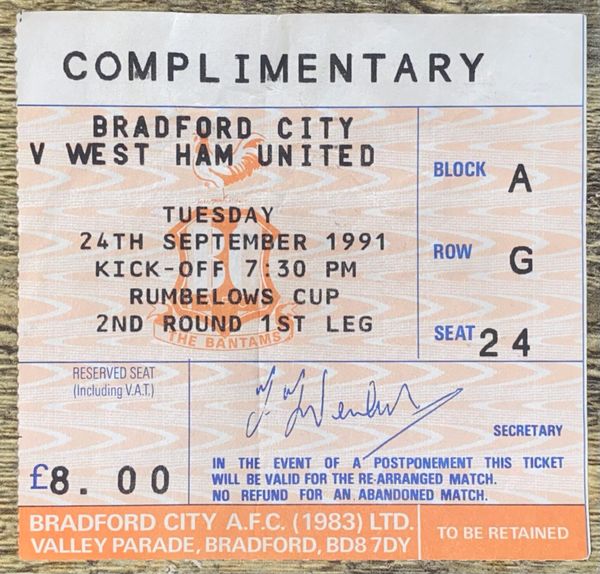 COMPLIMENTARY
BRADFORD CITY
V WEST HAM UNITED
TUESDAY
24TH SEPTEMBER 1991
KICK-OFF 7:30 PM
RUMBELOWS CUP
2ND ROUND 1ST LEG
THE BANTAMS
BLOCK A
ROW G
SEAT 24
RESERVED SEAT
(Including V.A.T.)
£8.00
SECRETARY
IN THE EVENT OF A POSTPONEMENT THIS TICKET
WILL BE VALID FOR THE RE-ARRANGED MATCH.
NO REFUND FOR AN ABANDONED MATCH.
BRADFORD CITY A.F.C. (1983) LTD.
VALLEY PARADE, BRADFORD, BD8 7DY
TO BE RETAINED